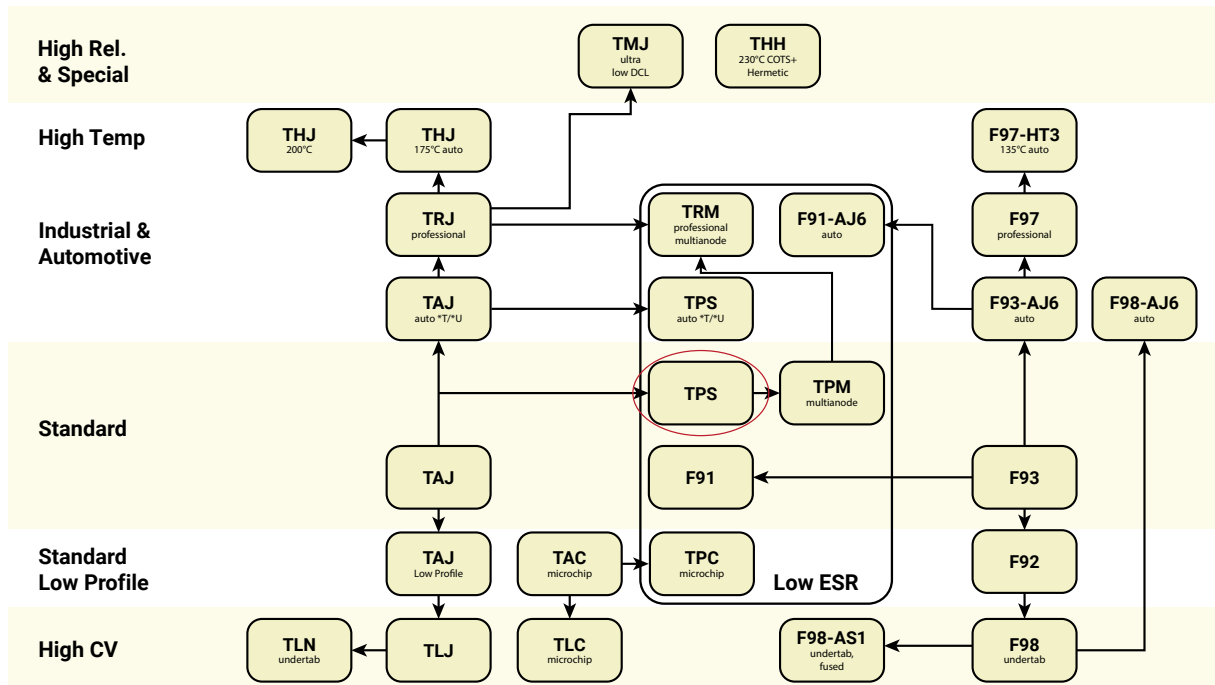 High Rel.
& Special
TMJ
ultra
low DCL
THH
230°C COTS+
Hermetic
High Temp
THJ
200°C
THJ
175°C auto
F97-HT3
135°C auto
Industrial &
Automotive
TRJ
professional
TRM
professional
multianode
F91-AJ6
auto
F97
professional
TAJ
auto *T/*U
TPS
auto *T/*U
F93-AJ6
auto
F98-AJ6
auto
Standard
TPS
TPM
multianode
TAJ
F91
F93
Standard
Low Profile
TAJ
Low Profile
TAC
microchip
TPC
microchip
Low ESR
F92
High CV
TLN
undertab
TLJ
TLC
microchip
F98-AS1
undertab,
fused
F98
undertab